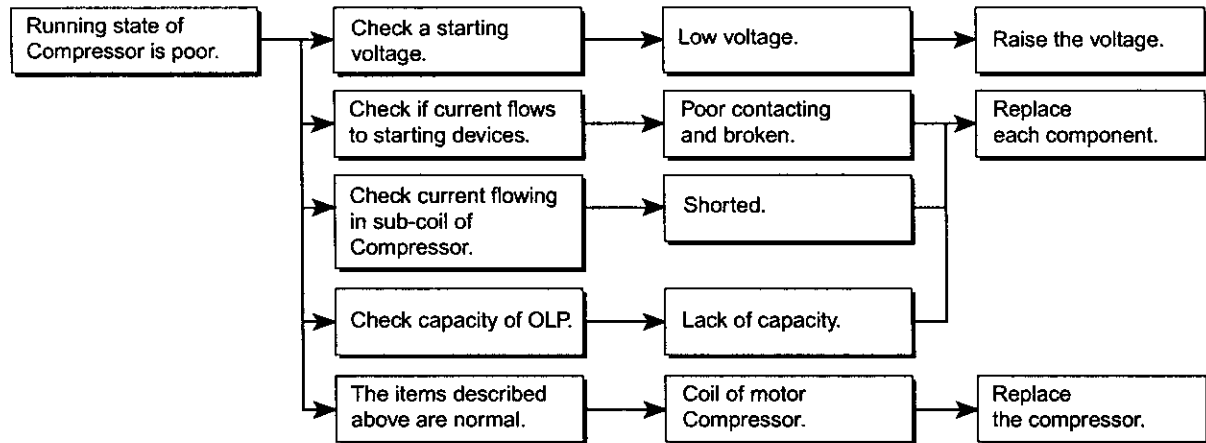 Running state of
Compressor is poor.
Check a starting
voltage.
Low voltage.
Raise the voltage.
Check if current flows
to starting devices.
Poor contacting
and broken.
Replace
each component.
Check current flowing
in sub-coil of
Compressor.
Shorted.
Check capacity of OLP.
Lack of capacity.
The items described
above are normal.
Coil of motor
Compressor.
Replace
the compressor.